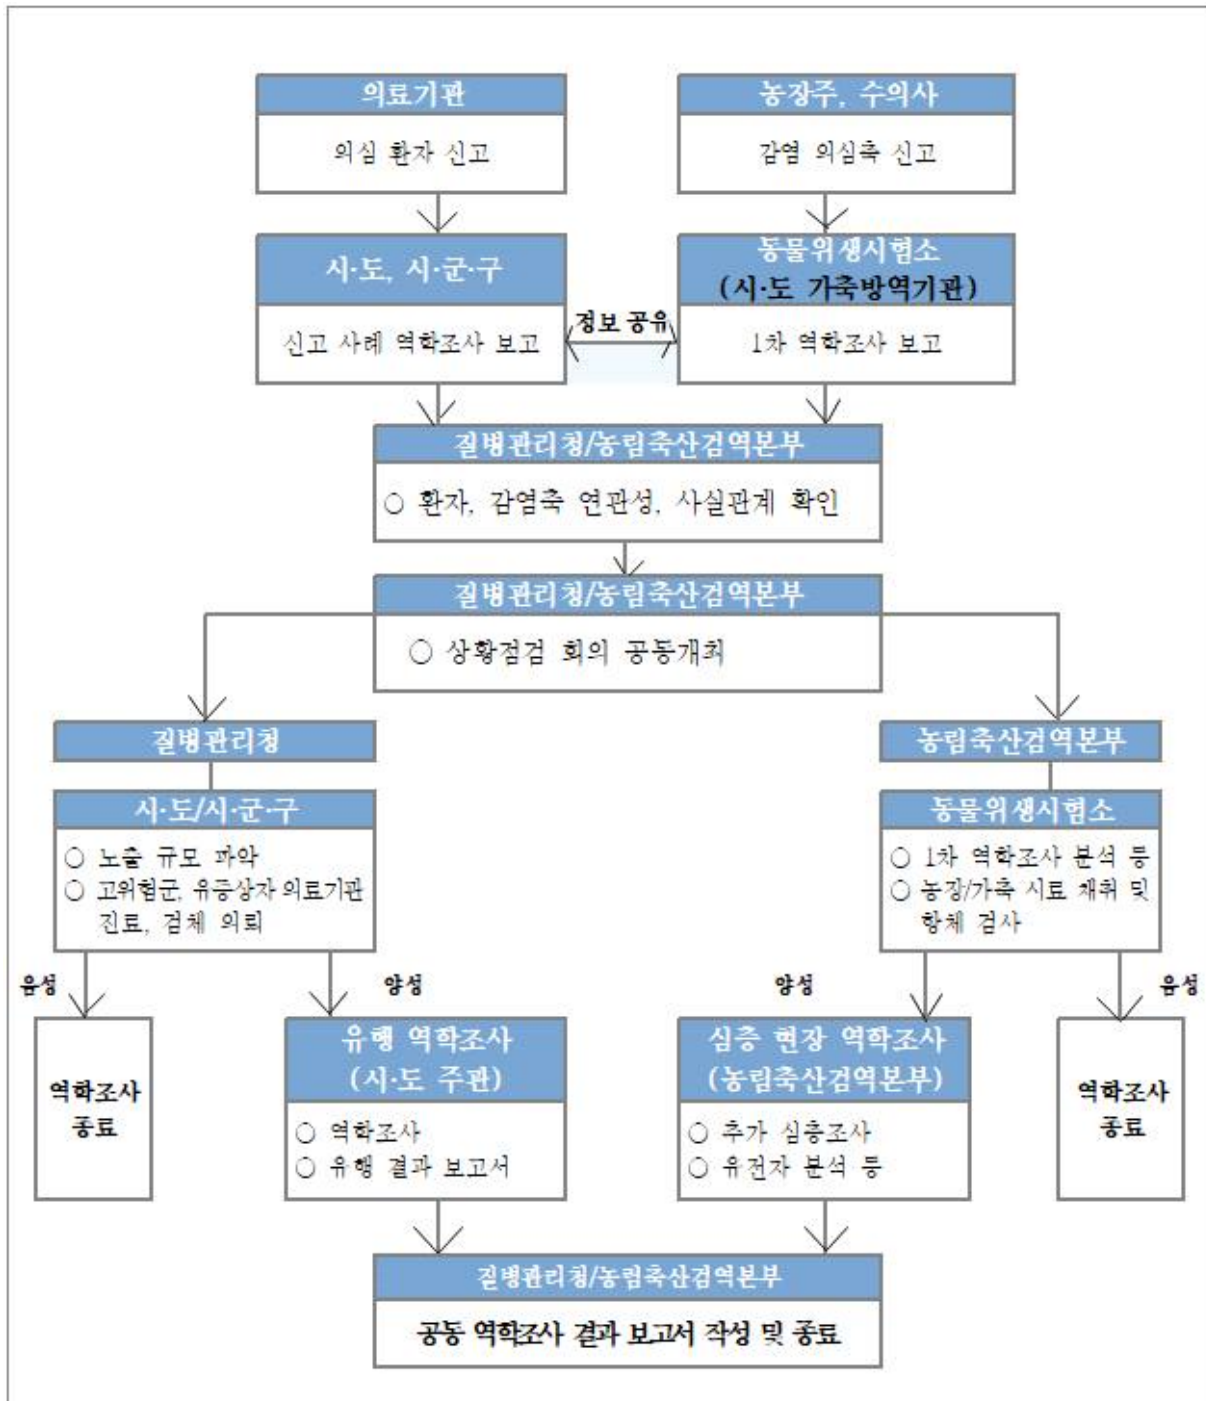 의료기관
의심 환자 신고
농장주, 수의사
감염 의심축 신고
시·도, 시·군·구
신고 사례 역학조사 보고
정보 공유
동물위생시험소
(시·도 가축방역기관)
1차 역학조사 보고
질병관리청/농림축산검역본부
○ 환자, 감염축 연관성, 사실관계 확인
질병관리청/농림축산검역본부
○ 상황점검 회의 공동개최
질병관리청
시·도/시·군·구
○ 노출 규모 파악
○ 고위험군, 유증상자 의료기관
진료, 검체 의뢰
농림축산검역본부
동물위생시험소
○ 1차 역학조사 분석 등
○ 농장/가축 시료 채취 및
항체 검사
음성
양성
양성
음성
역학조사
종료
유행 역학조사
(시·도 주관)
○ 역학조사
○ 유행 결과 보고서
심층 현장 역학조사
(농림축산검역본부)
○ 추가 심층조사
○ 유전자 분석 등
역학조사
종료
질병관리청/농림축산검역본부
공동 역학조사 결과 보고서 작성 및 종료